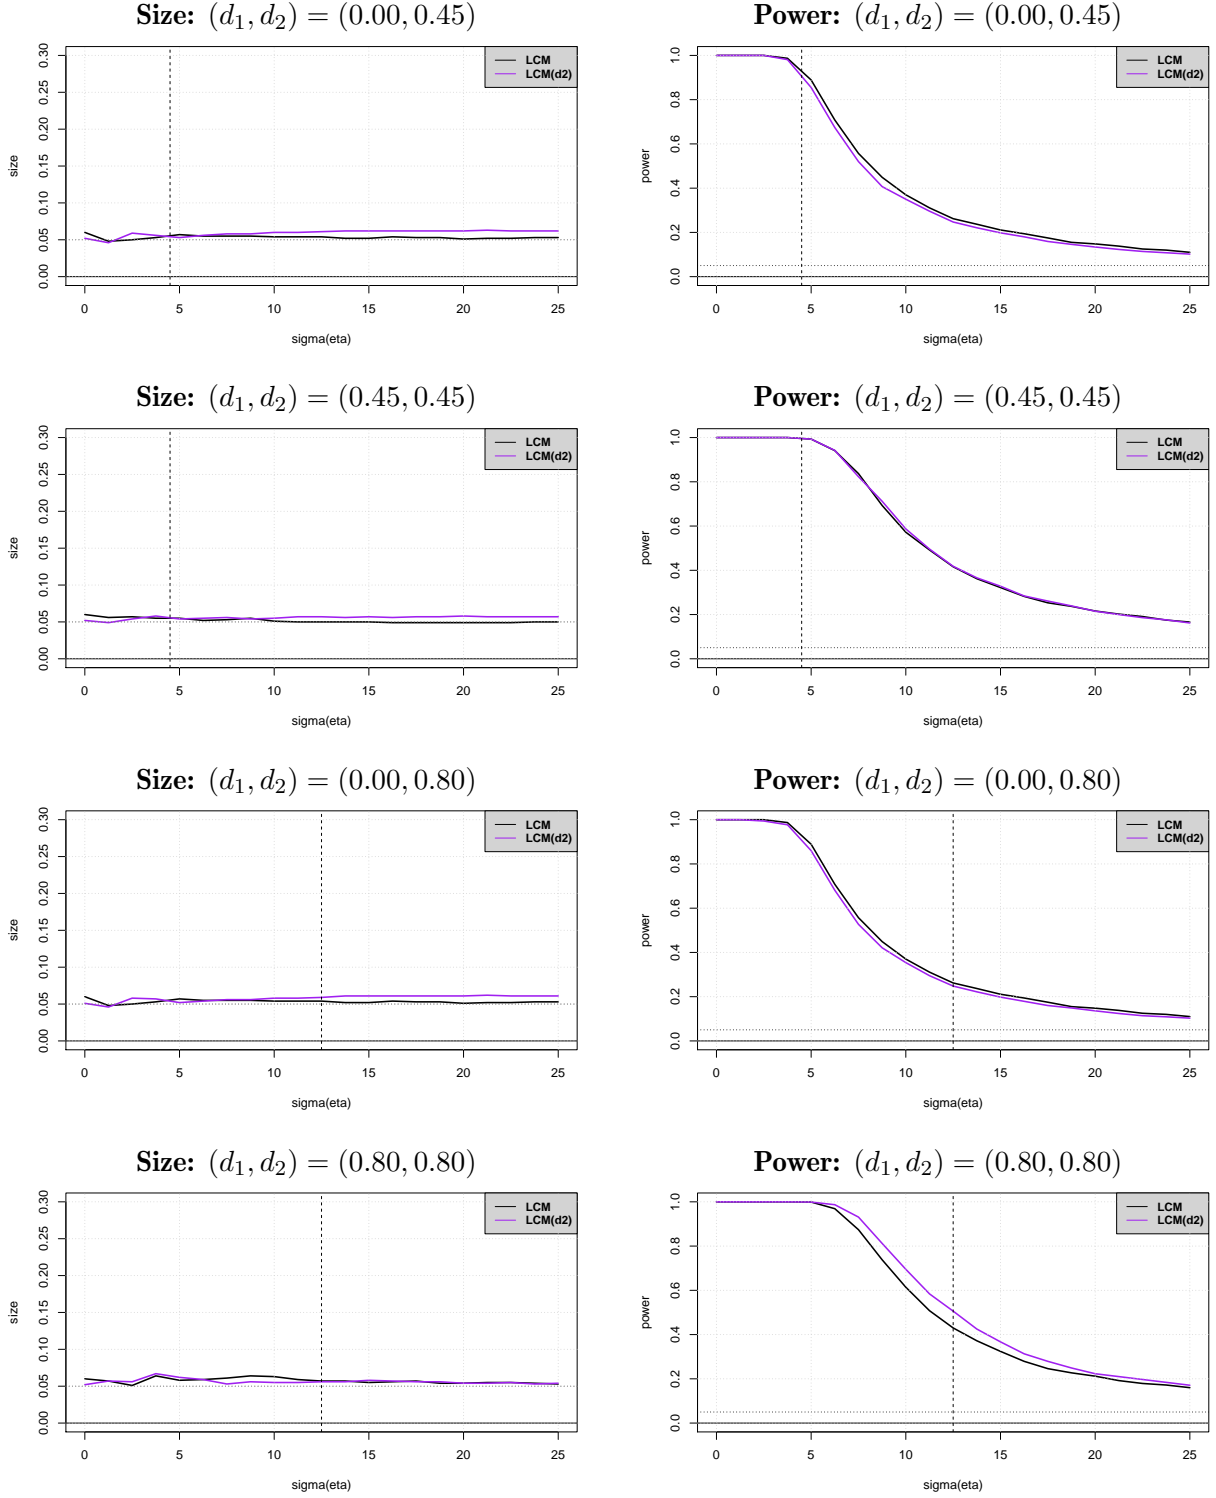 Size: (d1, d2) = (0.00, 0.45)
Power: (d1, d2) = (0.00, 0.45)
size
0.00 0.05 0.10 0.15 0.20 0.25 0.30
LCM
LCM(d2)
0 5 10 15 20 25
sigma(eta)
power
0.0 0.2 0.4 0.6 0.8 1.0
LCM
LCM(d2)
0 5 10 15 20 25
sigma(eta)
Size: (d1, d2) = (0.45, 0.45)
Power: (d1, d2) = (0.45, 0.45)
size
0.00 0.05 0.10 0.15 0.20 0.25 0.30
LCM
LCM(d2)
0 5 10 15 20 25
sigma(eta)
power
0.0 0.2 0.4 0.6 0.8 1.0
LCM
LCM(d2)
0 5 10 15 20 25
sigma(eta)
Size: (d1, d2) = (0.00, 0.80)
Power: (d1, d2) = (0.00, 0.80)
size
0.00 0.05 0.10 0.15 0.20 0.25 0.30
LCM
LCM(d2)
0 5 10 15 20 25
sigma(eta)
power
0.0 0.2 0.4 0.6 0.8 1.0
LCM
LCM(d2)
0 5 10 15 20 25
sigma(eta)
Size: (d1, d2) = (0.80, 0.80)
Power: (d1, d2) = (0.80, 0.80)
size
0.00 0.05 0.10 0.15 0.20 0.25 0.30
LCM
LCM(d2)
0 5 10 15 20 25
sigma(eta)
power
0.0 0.2 0.4 0.6 0.8 1.0
LCM
LCM(d2)
0 5 10 15 20 25
sigma(eta)